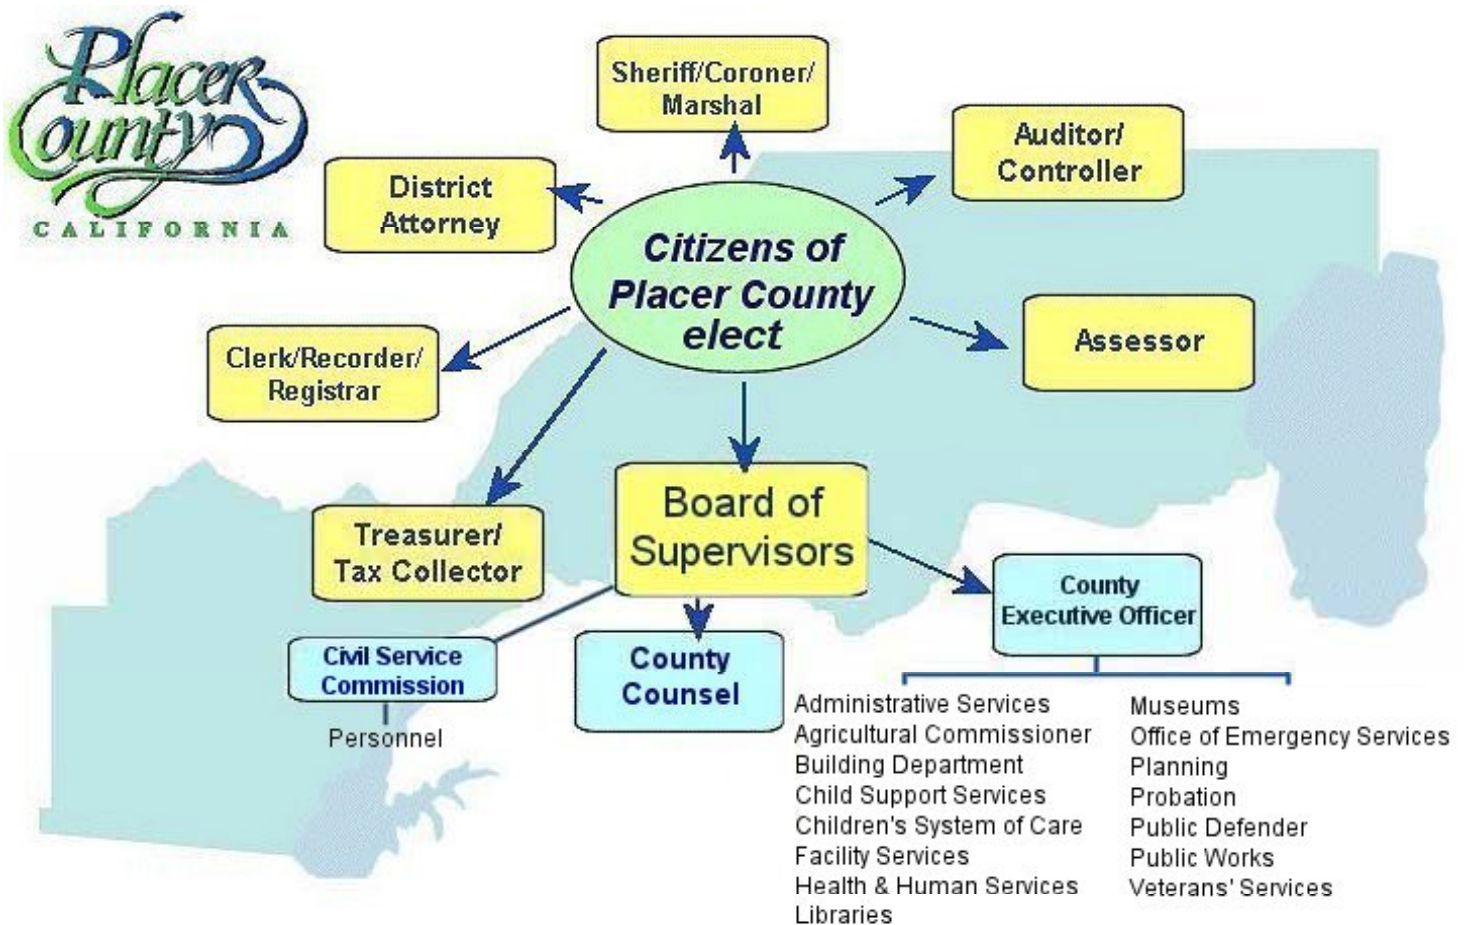 Placer
County
CALIFORNIA
Sheriff/Coroner/
Marshal
Auditor/
Controller
District
Attorney
Citizens of
Placer County
elect
Clerk/Recorder/
Registrar
Assessor
Treasurer/
Tax Collector
Board of
Supervisors
County
Executive Officer
Civil Service
Commission
Personnel
County
Counsel
Administrative Services
Agricultural Commissioner
Building Department
Child Support Services
Children's System of Care
Facility Services
Health & Human Services
Libraries
Museums
Office of Emergency Services
Planning
Probation
Public Defender
Public Works
Veterans' Services